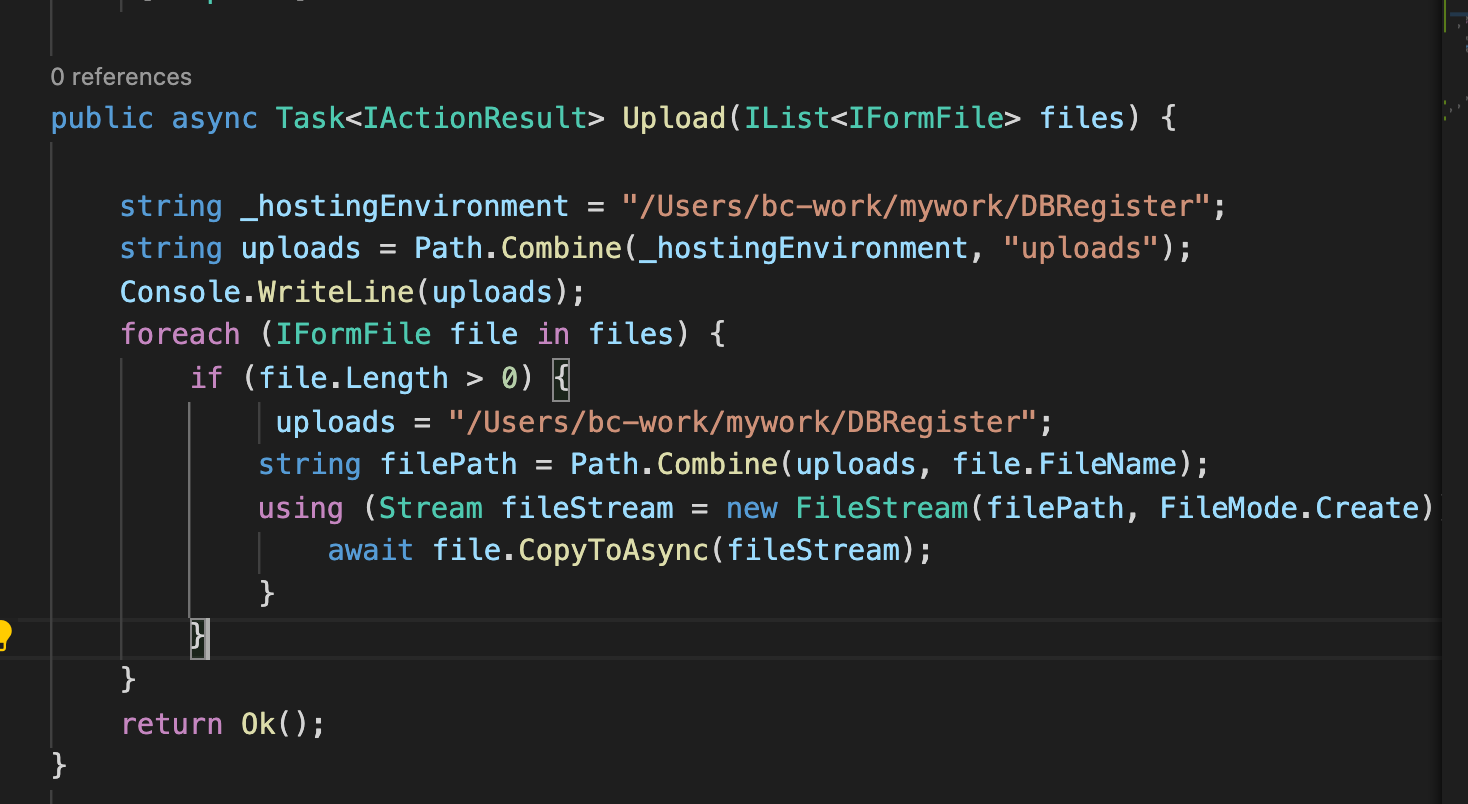 0 references
public async Task<IActionResult> Upload(IList<IFormFile> files) {
string _hostingEnvironment = "/Users/bc-work/mywork/DBRegister";
string uploads = Path.Combine(_hostingEnvironment, "uploads");
Console.WriteLine(uploads);
foreach (IFormFile file in files) {
if (file.Length > 0) {
uploads = "/Users/bc-work/mywork/DBRegister";
string filePath = Path.Combine(uploads, file.FileName);
using (Stream fileStream = new FileStream(filePath, FileMode.Create)
await file.CopyToAsync(fileStream);
}
}
}
return Ok();
}